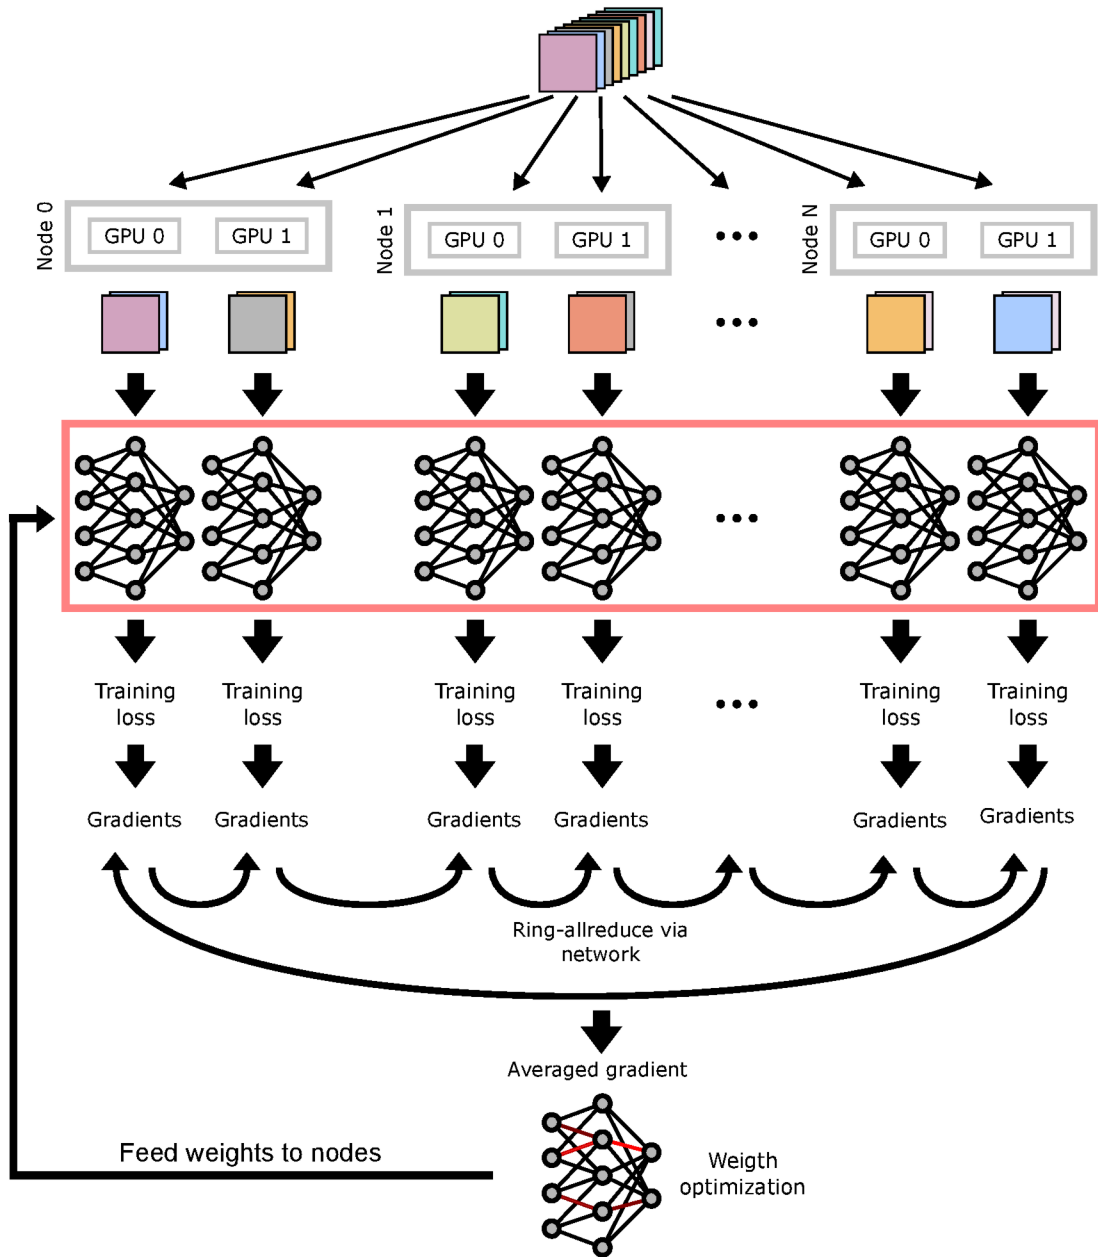 Node 0
GPU 0
GPU 1
Node 1
GPU 0
GPU 1
Node N
GPU 0
GPU 1
Training
loss
Training
loss
Training
loss
Training
loss
Training
loss
Training
loss
Gradients
Gradients
Gradients
Gradients
Gradients
Gradients
Ring-allreduce via
network
Averaged gradient
Feed weights to nodes
Weigth
optimization